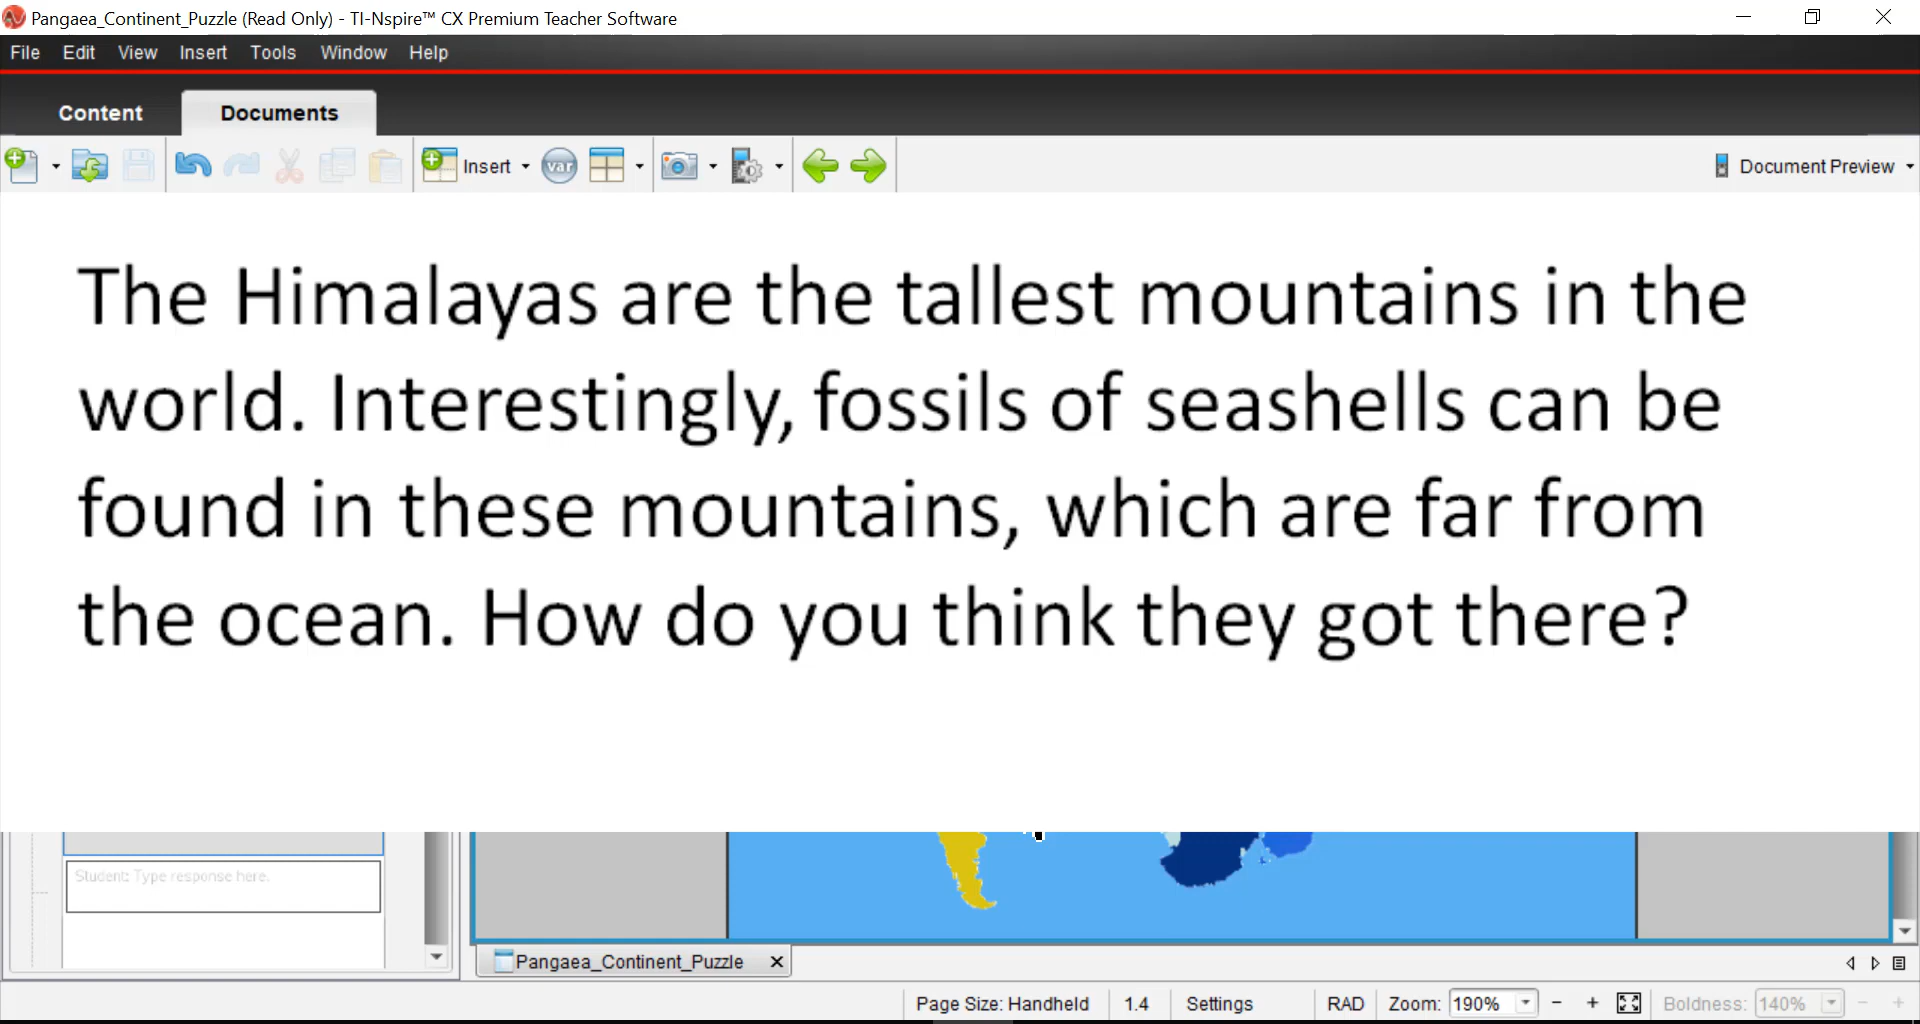 Pangaea_Continent_Puzzle (Read Only) - TI-Nspire™ CX Premium Teacher Software
File Edit View Insert Tools Window Help
Content Documents
Insert var Document Preview
The Himalayas are the tallest mountains in the
world. Interestingly, fossils of seashells can be
found in these mountains, which are far from
the ocean. How do you think they got there?
Student: Type response here.
Pangaea_Continent_Puzzle
Page Size: Handheld 1.4 Settings RAD Zoom: 190% - + Boldness: 140% - +